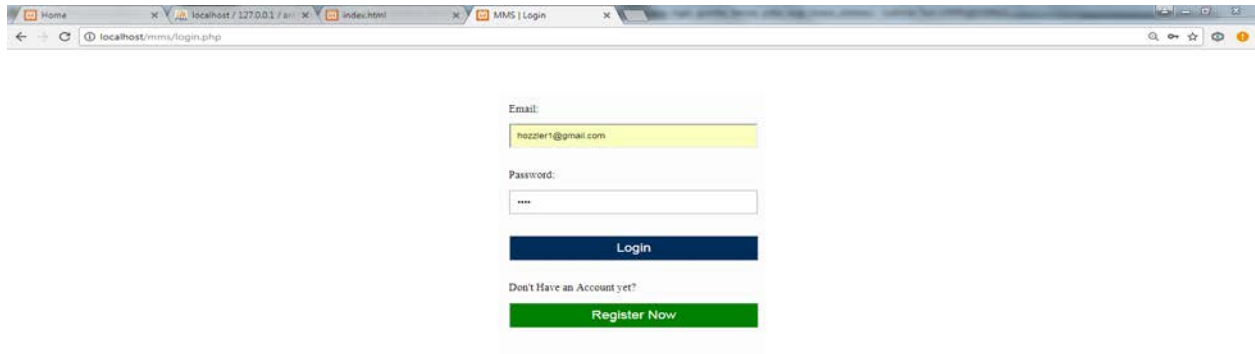 Home
localhost / 127.0.0.1 /
index.html
MMS | Login
localhost/mms/login.php
Email:
hozzler1@gmail.com
Password:
••••
Login
Don't Have an Account yet?
Register Now